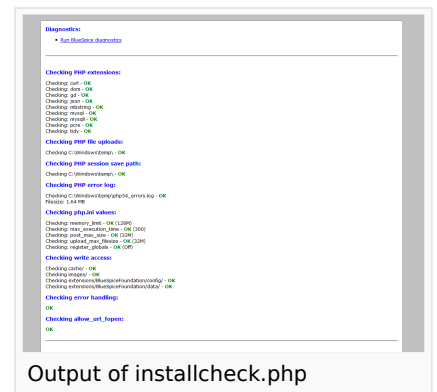 Diagnostics:
• Run BlueSpice diagnostics
Checking PHP extensions:
Checking: curl - OK
Checking: dom - OK
Checking: gd - OK
Checking: json - OK
Checking: mbstring - OK
Checking: mysql - OK
Checking: mysqli - OK
Checking: pcre - OK
Checking: tidy - OK
Checking PHP file uploads:
Checking C:\Windows\temp\ - OK
Checking PHP session save path:
Checking C:\Windows\temp\ - OK
Checking PHP error log:
Checking C:\Windows\temp\php54_errors.log - OK
Filesize: 1.64 MB
Checking php.ini values:
Checking: memory_limit - OK (128M)
Checking: max_execution_time - OK (300)
Checking: post_max_size - OK (32M)
Checking: upload_max_filesize - OK (32M)
Checking: register_globals - OK (Off)
Checking write access:
Checking cache/ - OK
Checking images/ - OK
Checking extensions/BlueSpiceFoundation/config/ - OK
Checking extensions/BlueSpiceFoundation/data/ - OK
Checking error handling:
OK
Checking allow_url_fopen:
OK
Output of installcheck.php